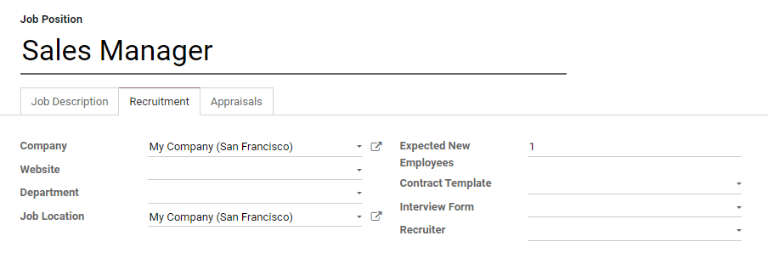 Job Position
Sales Manager
Job Description Recruitment Appraisals
Company My Company (San Francisco) Expected New Employees 1
Website
Department Contract Template
Job Location My Company (San Francisco) Interview Form
Recruiter